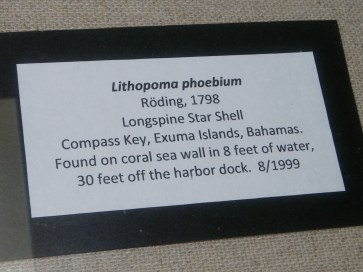 Lithopoma phoebium
Röding, 1798
Longspine Star Shell
Compass Key, Exuma Islands, Bahamas.
Found on coral sea wall in 8 feet of water,
30 feet off the harbor dock. 8/1999